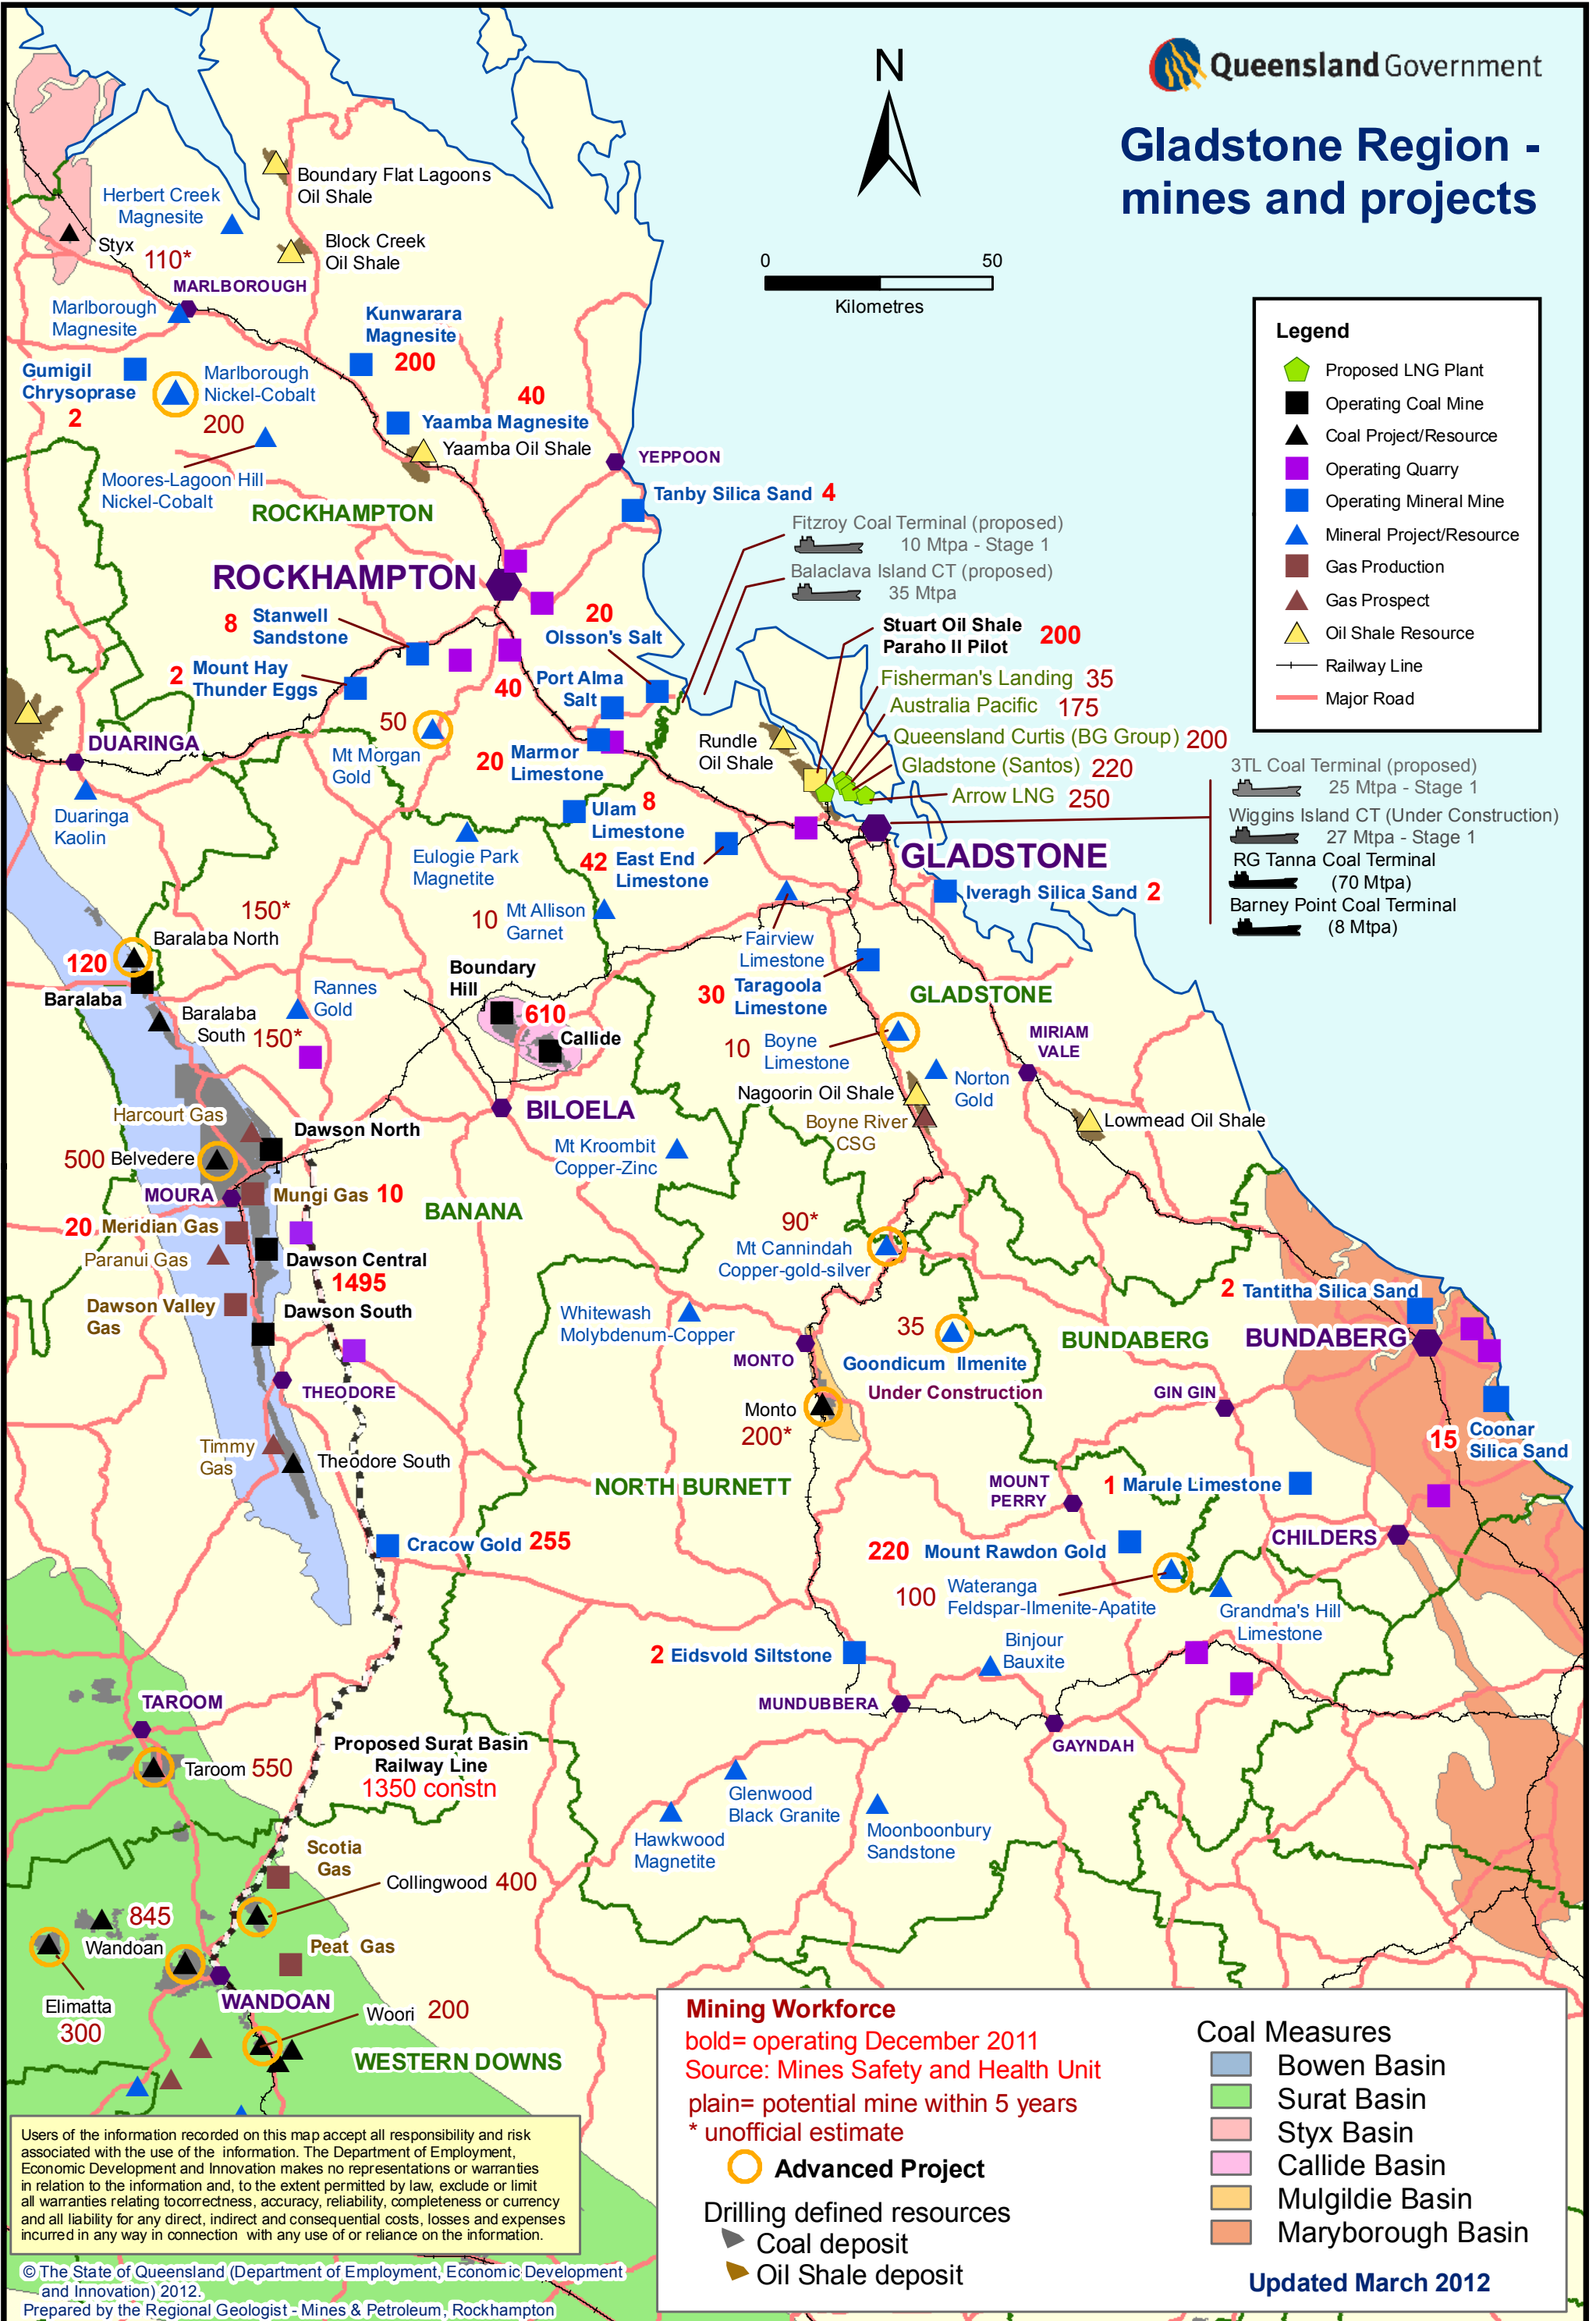 Queensland Government
Gladstone Region -
mines and projects
N
0 50
Kilometres
Legend
Proposed LNG Plant
Operating Coal Mine
Coal Project/Resource
Operating Quarry
Operating Mineral Mine
Mineral Project/Resource
Gas Production
Gas Prospect
Oil Shale Resource
Railway Line
Major Road
Boundary Flat Lagoons
Oil Shale
Herbert Creek
Magnesite
Styx
110*
Block Creek
Oil Shale
MARLBOROUGH
Marlborough
Magnesite
Kunwarara
Magnesite
200
Gumigil
Chrysoprase
2
Marlborough
Nickel-Cobalt
200
40
Yaamba Magnesite
Yaamba Oil Shale
Moores-Lagoon Hill
Nickel-Cobalt
YEPPOON
Tanby Silica Sand 4
ROCKHAMPTON
Fitzroy Coal Terminal (proposed)
10 Mtpa - Stage 1
Balaclava Island CT (proposed)
35 Mtpa
ROCKHAMPTON
8 Stanwell
Sandstone
20
Olsson's Salt
Stuart Oil Shale
Paraho II Pilot
200
2 Mount Hay
Thunder Eggs
40 Port Alma
Salt
Fisherman's Landing 35
Australia Pacific 175
Queensland Curtis (BG Group) 200
Gladstone (Santos) 220
Arrow LNG 250
50
Mt Morgan
Gold
20 Marmor
Limestone
Rundle
Oil Shale
DUARINGA
Duaringa
Kaolin
3TL Coal Terminal (proposed)
25 Mtpa - Stage 1
Wiggins Island CT (Under Construction)
27 Mtpa - Stage 1
RG Tanna Coal Terminal
(70 Mtpa)
Barney Point Coal Terminal
(8 Mtpa)
Ulam
Limestone
8
Eulogie Park
Magnetite
42 East End
Limestone
GLADSTONE
Iveragh Silica Sand 2
10 Mt Allison
Garnet
Fairview
Limestone
150*
Baralaba North
120
Baralaba
Baralaba
South 150*
Rannes
Gold
Boundary
Hill
610
Callide
30 Taragoola
Limestone
GLADSTONE
10 Boyne
Limestone
MIRIAM
VALE
Norton
Gold
Nagoorin Oil Shale
Boyne River
CSG
Lowmead Oil Shale
Harcourt Gas
BILOELA
Dawson North
500 Belvedere
Mt Kroombit
Copper-Zinc
MOURA
Mungi Gas 10
BANANA
20 Meridian Gas
Paranui Gas
Dawson Central
1495
90*
Mt Cannindah
Copper-gold-silver
Dawson Valley
Gas
Dawson South
Whitewash
Molybdenum-Copper
2 Tantitha Silica Sand
35
Goondicum Ilmenite
Under Construction
BUNDABERG
BUNDABERG
MONTO
THEODORE
GIN GIN
Monto
200*
15 Coonar
Silica Sand
Timmy
Gas
Theodore South
NORTH BURNETT
MOUNT
PERRY
1 Marule Limestone
Cracow Gold 255
220 Mount Rawdon Gold
CHILDERS
100 Wateranga
Feldspar-Ilmenite-Apatite
Grandma's Hill
Limestone
2 Eidsvold Siltstone
Binjour
Bauxite
TAROOM
MUNDUBBERA
GAYNDAH
Proposed Surat Basin
Railway Line
1350 constn
Taroom 550
Glenwood
Black Granite
Hawkwood
Magnetite
Moonboonbury
Sandstone
Scotia
Gas
Collingwood 400
845
Wandoan
Peat Gas
Elimatta
300
WANDOAN
Woori 200
WESTERN DOWNS
Mining Workforce
bold= operating December 2011
Source: Mines Safety and Health Unit
plain= potential mine within 5 years
* unofficial estimate
Advanced Project
Drilling defined resources
Coal deposit
Oil Shale deposit
Coal Measures
Bowen Basin
Surat Basin
Styx Basin
Callide Basin
Mulgildie Basin
Maryborough Basin
Updated March 2012
Users of the information recorded on this map accept all responsibility and risk
associated with the use of the information. The Department of Employment,
Economic Development and Innovation makes no representations or warranties
in relation to the information and, to the extent permitted by law, exclude or limit
all warranties relating tocorrectness, accuracy, reliability, completeness or currency
and all liability for any direct, indirect and consequential costs, losses and expenses
incurred in any way in connection with any use of or reliance on the information.
© The State of Queensland (Department of Employment, Economic Development
and Innovation) 2012.
Prepared by the Regional Geologist - Mines & Petroleum, Rockhampton